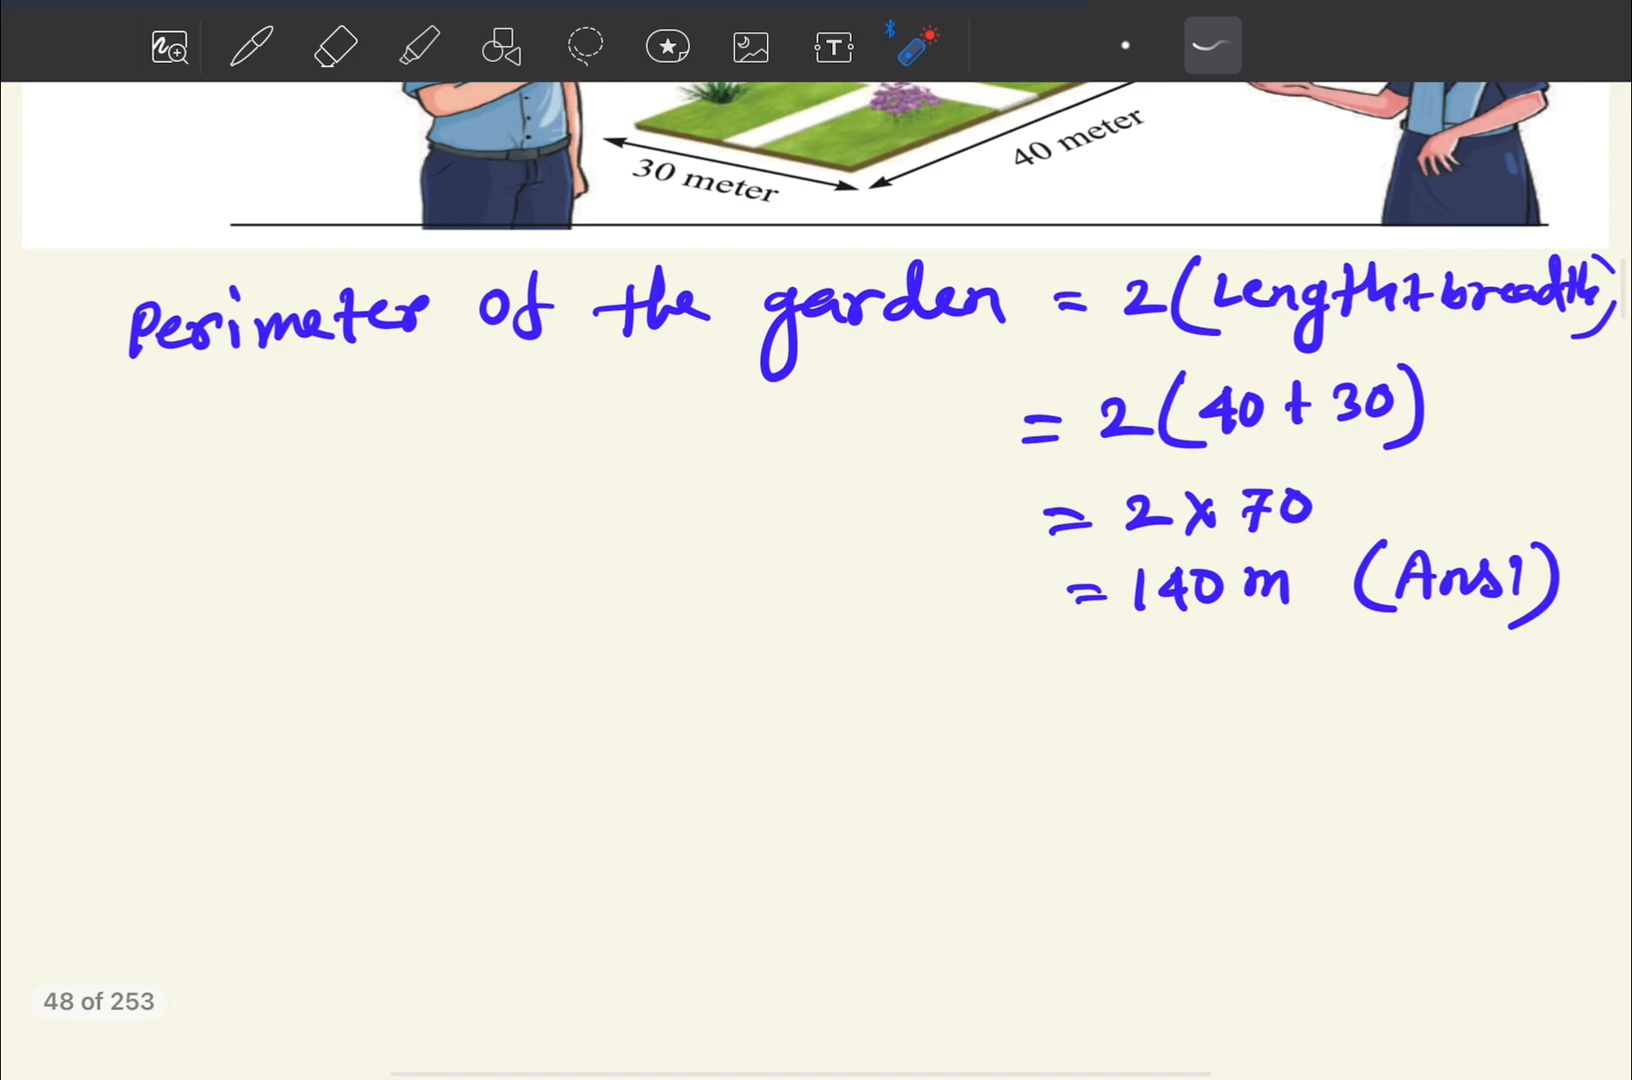 30 meter
40 meter
Perimeter of the garden = 2(Length+breadth)
= 2(40+30)
= 2×70
= 140 m (Ans1)
48 of 253